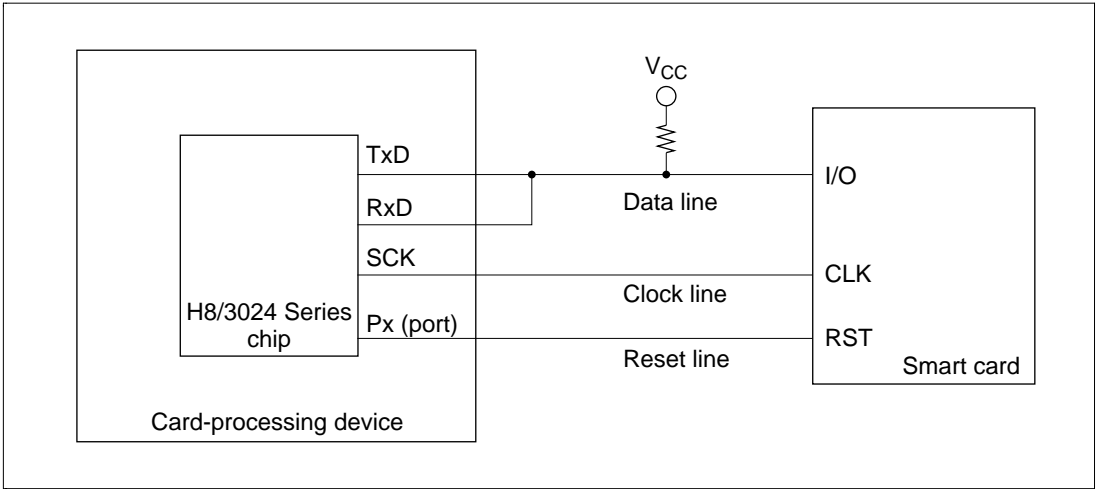 V_CC
TxD
I/O
Data line
RxD
SCK
CLK
Clock line
H8/3024 Series
chip
Px (port)
RST
Reset line
Smart card
Card-processing device